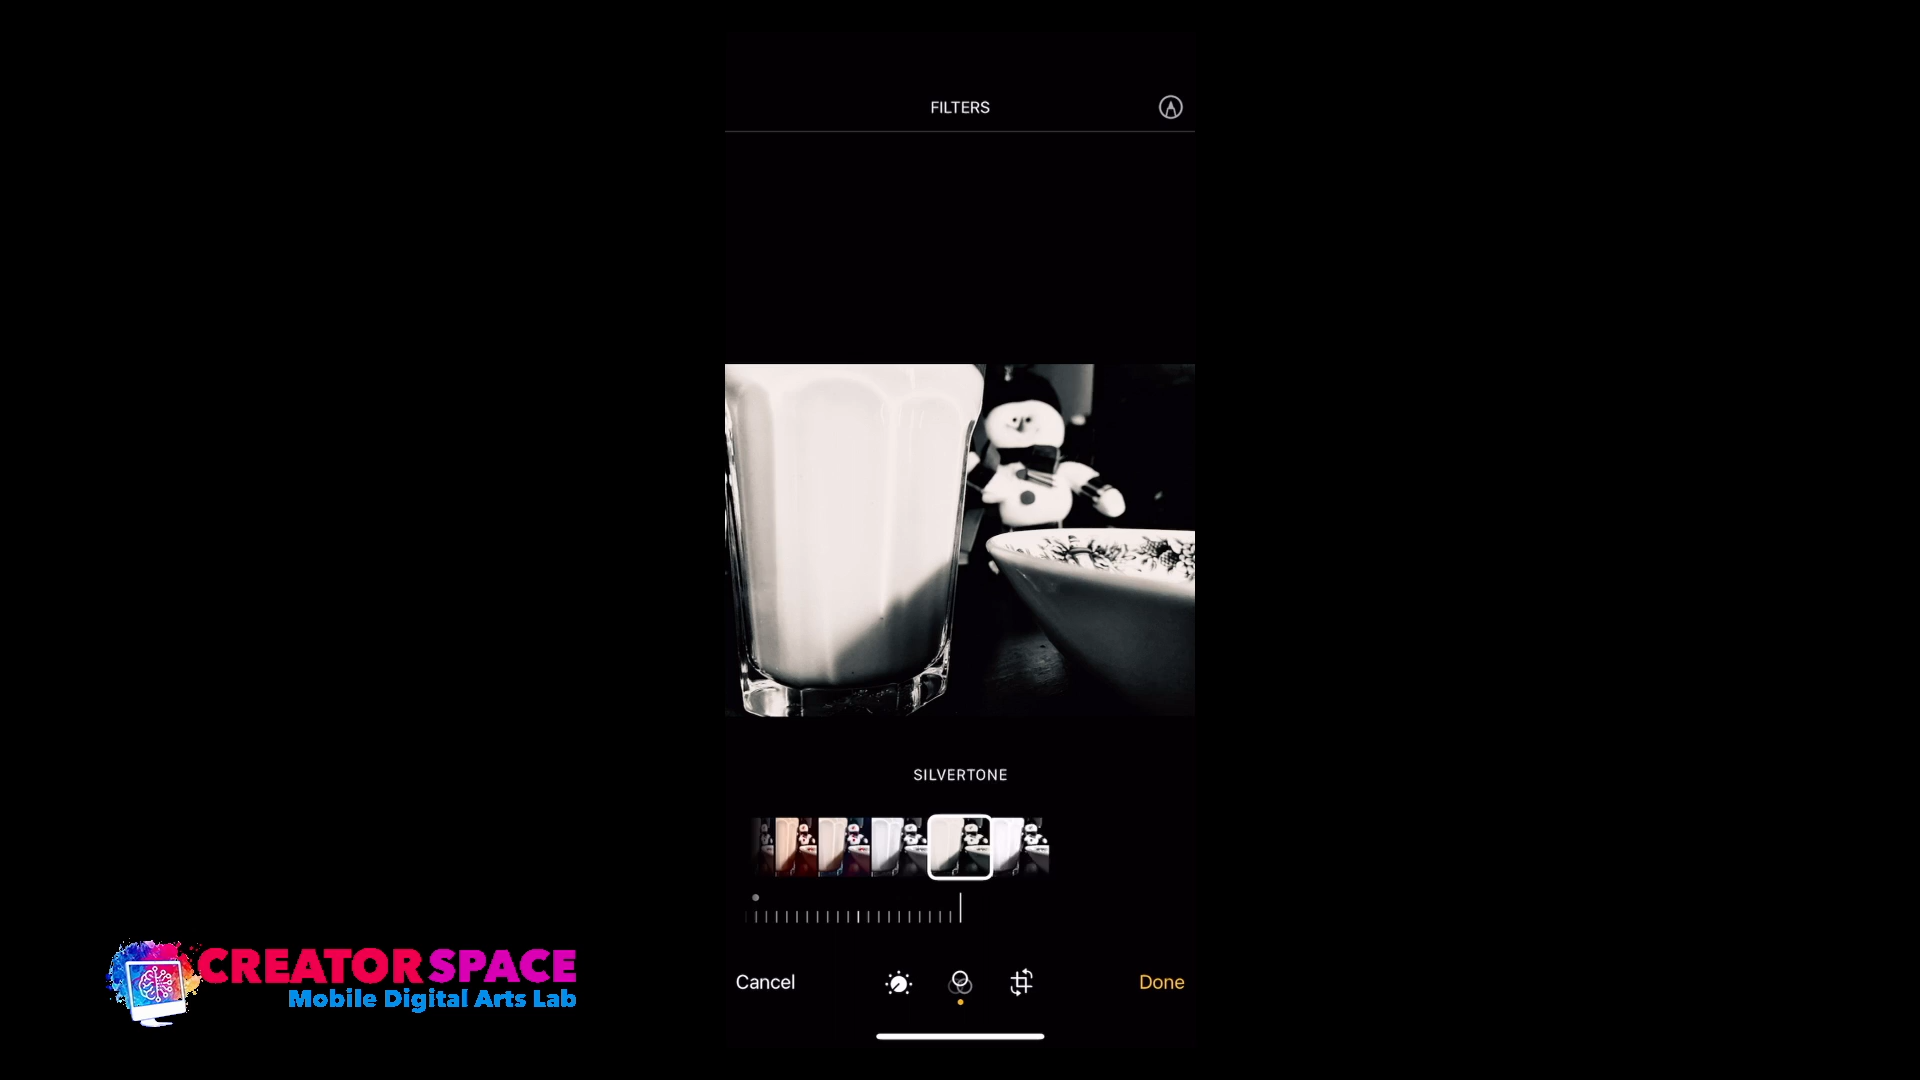 FILTERS
SILVERTONE
Cancel
Done
CREATORSPACE
Mobile Digital Arts Lab